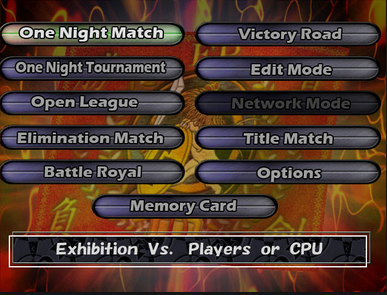 One Night Match
Victory Road
One Night Tournament
Edit Mode
Open League
Network Mode
Elimination Match
Title Match
Battle Royal
Options
Memory Card
Exhibition Vs. Players or CPU